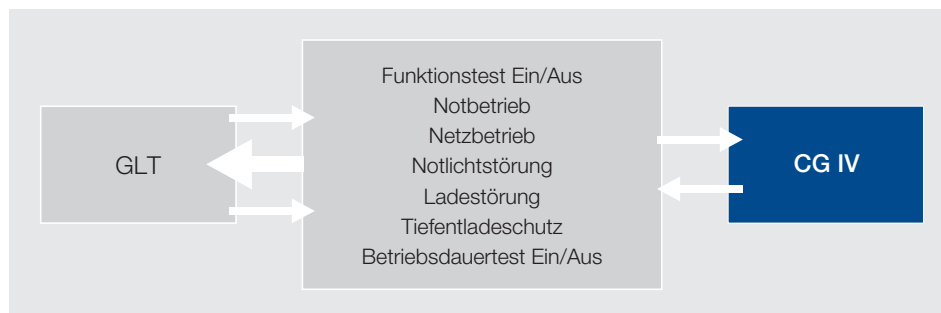 GLT
Funktionstest Ein/Aus
Notbetrieb
Netzbetrieb
Notlichtstörung
Ladestörung
Tiefentladeschutz
Betriebsdauertest Ein/Aus
CG IV